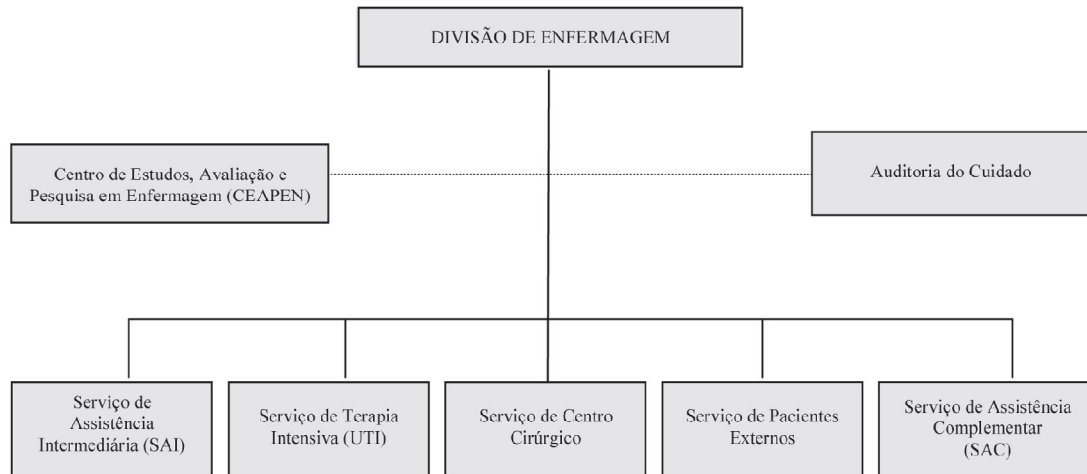 DIVISÃO DE ENFERMAGEM
Centro de Estudos, Avaliação e
Pesquisa em Enfermagem (CEAPEN)
Auditoria do Cuidado
Serviço de
Assistência
Intermediária (SAI)
Serviço de Terapia
Intensiva (UTI)
Serviço de Centro
Cirúrgico
Serviço de Pacientes
Externos
Serviço de Assistência
Complementar
(SAC)